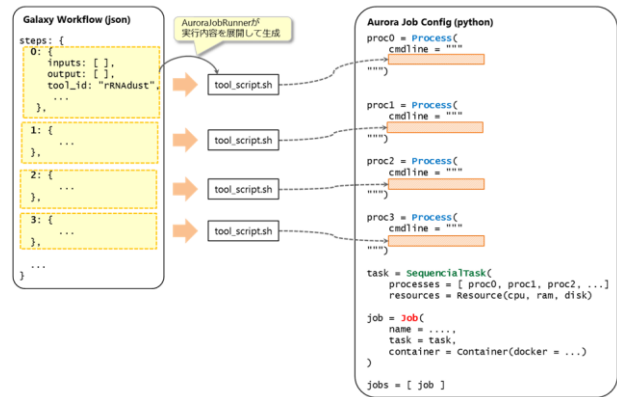 Galaxy Workflow (json)
steps: {
0: {
inputs: [ ],
output: [ ],
tool_id: "rRNAdust",
...
},
1: {
...
},
2: {
...
},
3: {
...
},
...
}
AuroraJobRunnerが
実行内容を展開して生成
tool_script.sh
tool_script.sh
tool_script.sh
tool_script.sh
Aurora Job Config (python)
proc0 = Process(
cmdline = """
""")
proc1 = Process(
cmdline = """
""")
proc2 = Process(
cmdline = """
""")
proc3 = Process(
cmdline = """
""")
task = SequencialTask(
processes = [ proc0, proc1, proc2, ...]
resources = Resource(cpu, ram, disk)
job = Job(
name = ....,
task = task,
container = Container(docker = ...)
)
jobs = [ job ]